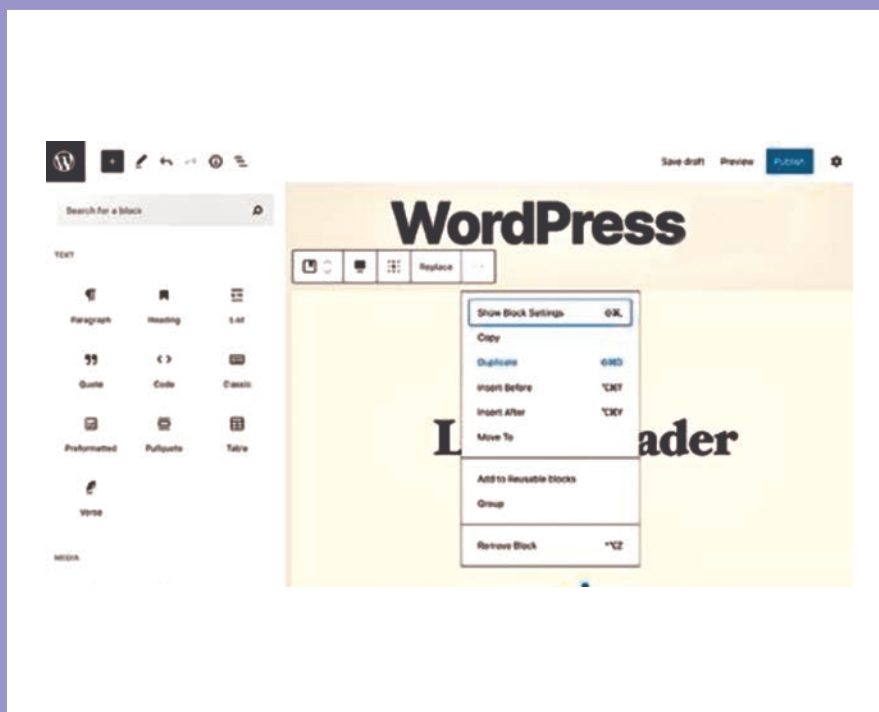 Save draft Preview Publish
Search for a block
WordPress
TEXT
Replace
Paragraph Heading List
Show Block Settings ⇧⌘,
Copy
Quote Code Classic
Duplicate ⇧⌘D
Insert Before ⌥⌘T
Insert After ⌥⌘Y
Preformatted Pullquote Table
Move To
L ader
Add to Reusable blocks
Verse
Group
Remove Block ^⌥Z
MEDIA